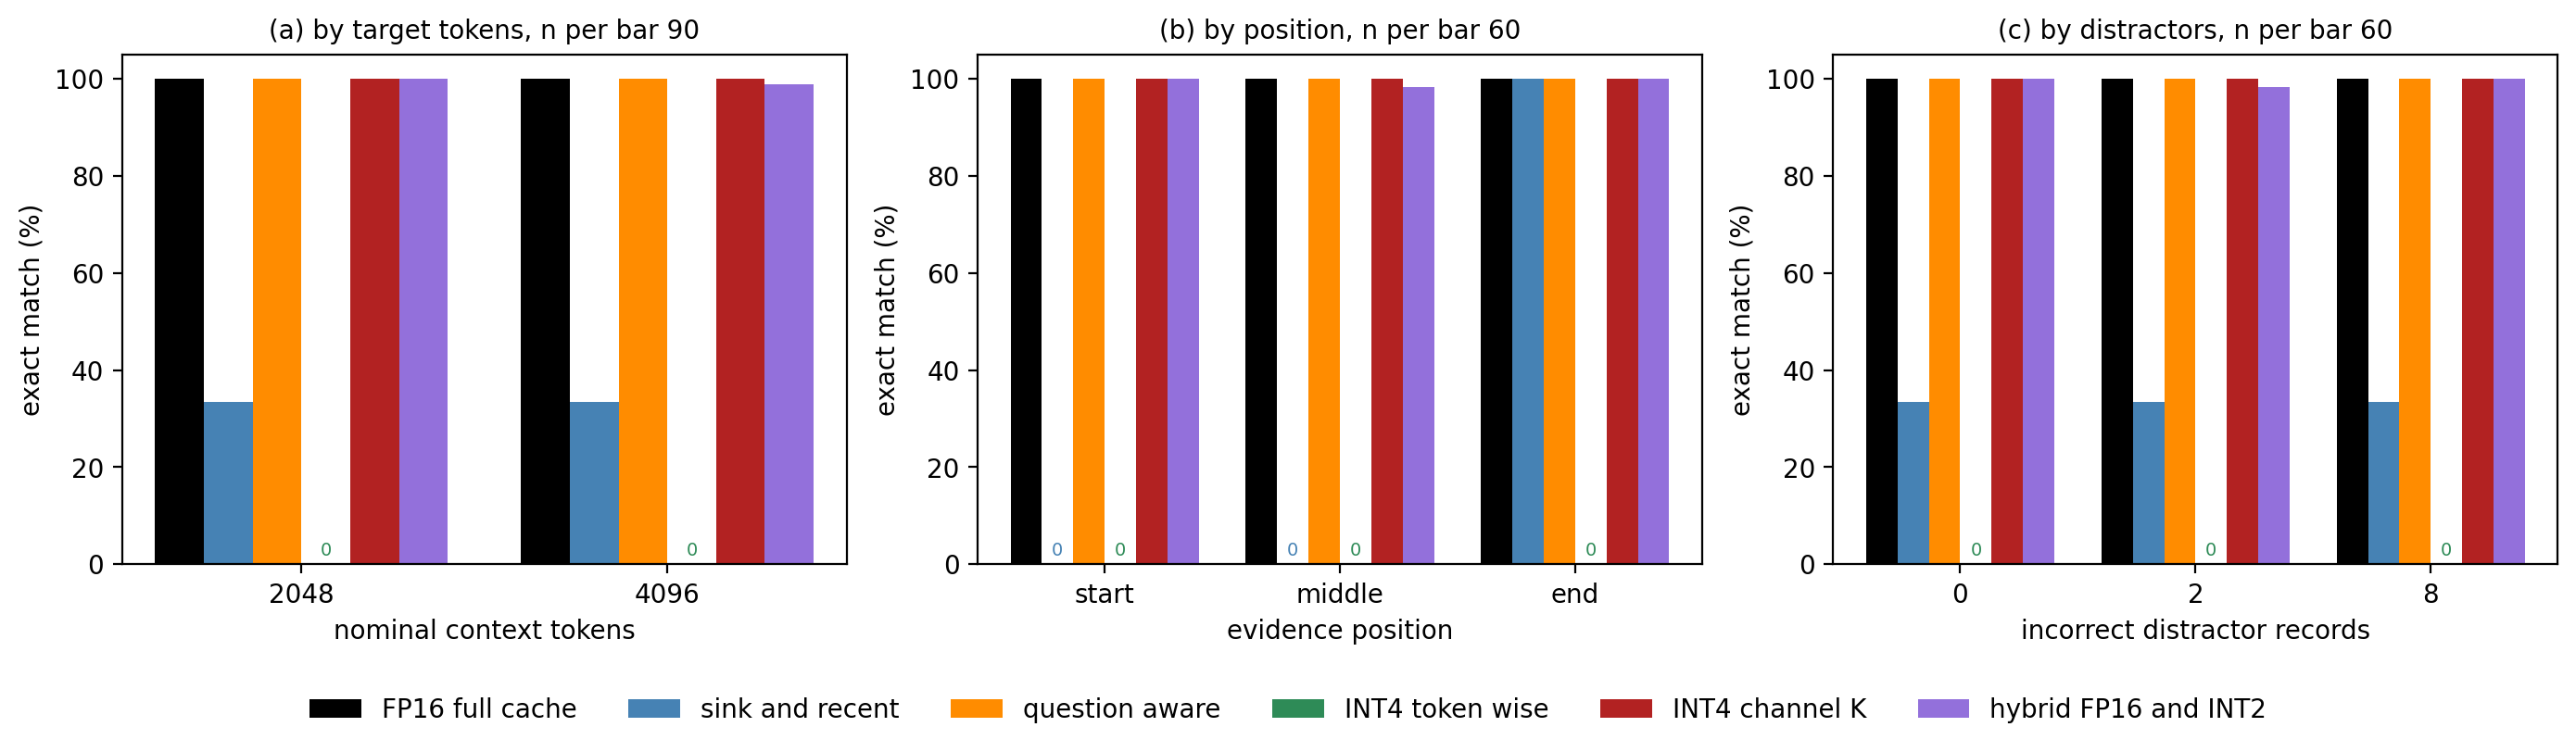 (a) by target tokens, n per bar 90
exact match (%)
100
80
60
40
20
0
0
0
2048
4096
nominal context tokens
(b) by position, n per bar 60
exact match (%)
100
80
60
40
20
0
0
0
0
0
0
start
middle
end
evidence position
(c) by distractors, n per bar 60
exact match (%)
100
80
60
40
20
0
0
0
0
0
2
8
incorrect distractor records
FP16 full cache
sink and recent
question aware
INT4 token wise
INT4 channel K
hybrid FP16 and INT2